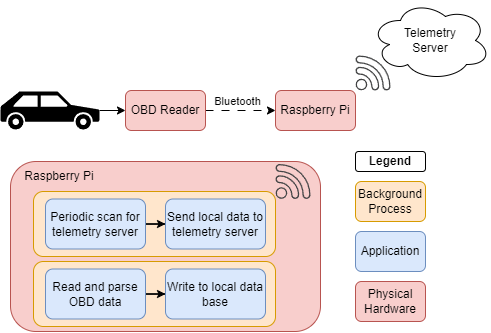 Telemetry
Server
OBD Reader
Bluetooth
Raspberry Pi
Raspberry Pi
Periodic scan for
telemetry server
Send local data to
telemetry server
Read and parse
OBD data
Write to local data
base
Legend
Background
Process
Application
Physical
Hardware